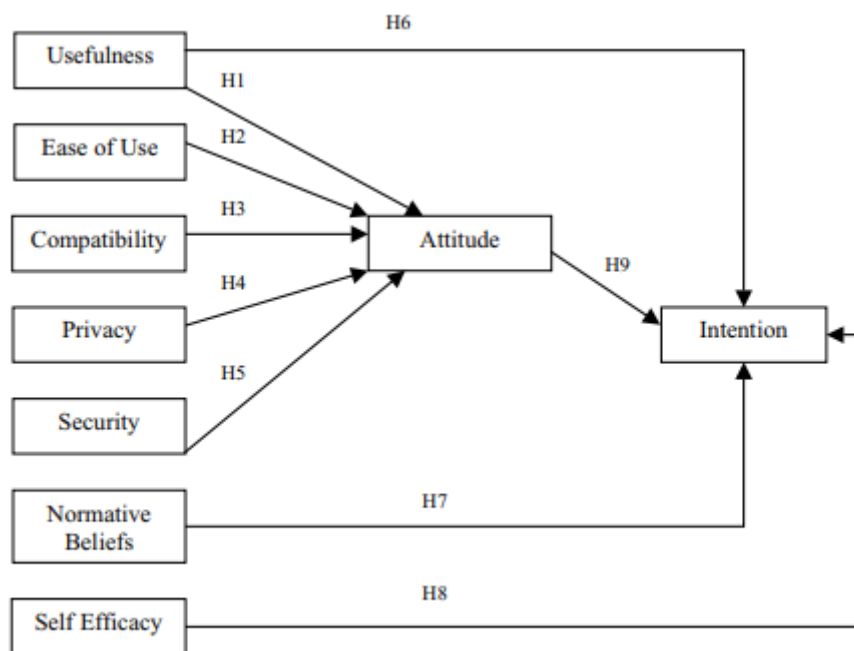 H6
Usefulness
H1
Ease of Use
H2
Compatibility
H3
Attitude
H9
Privacy
H4
Intention
Security
H5
Normative
Beliefs
H7
Self Efficacy
H8